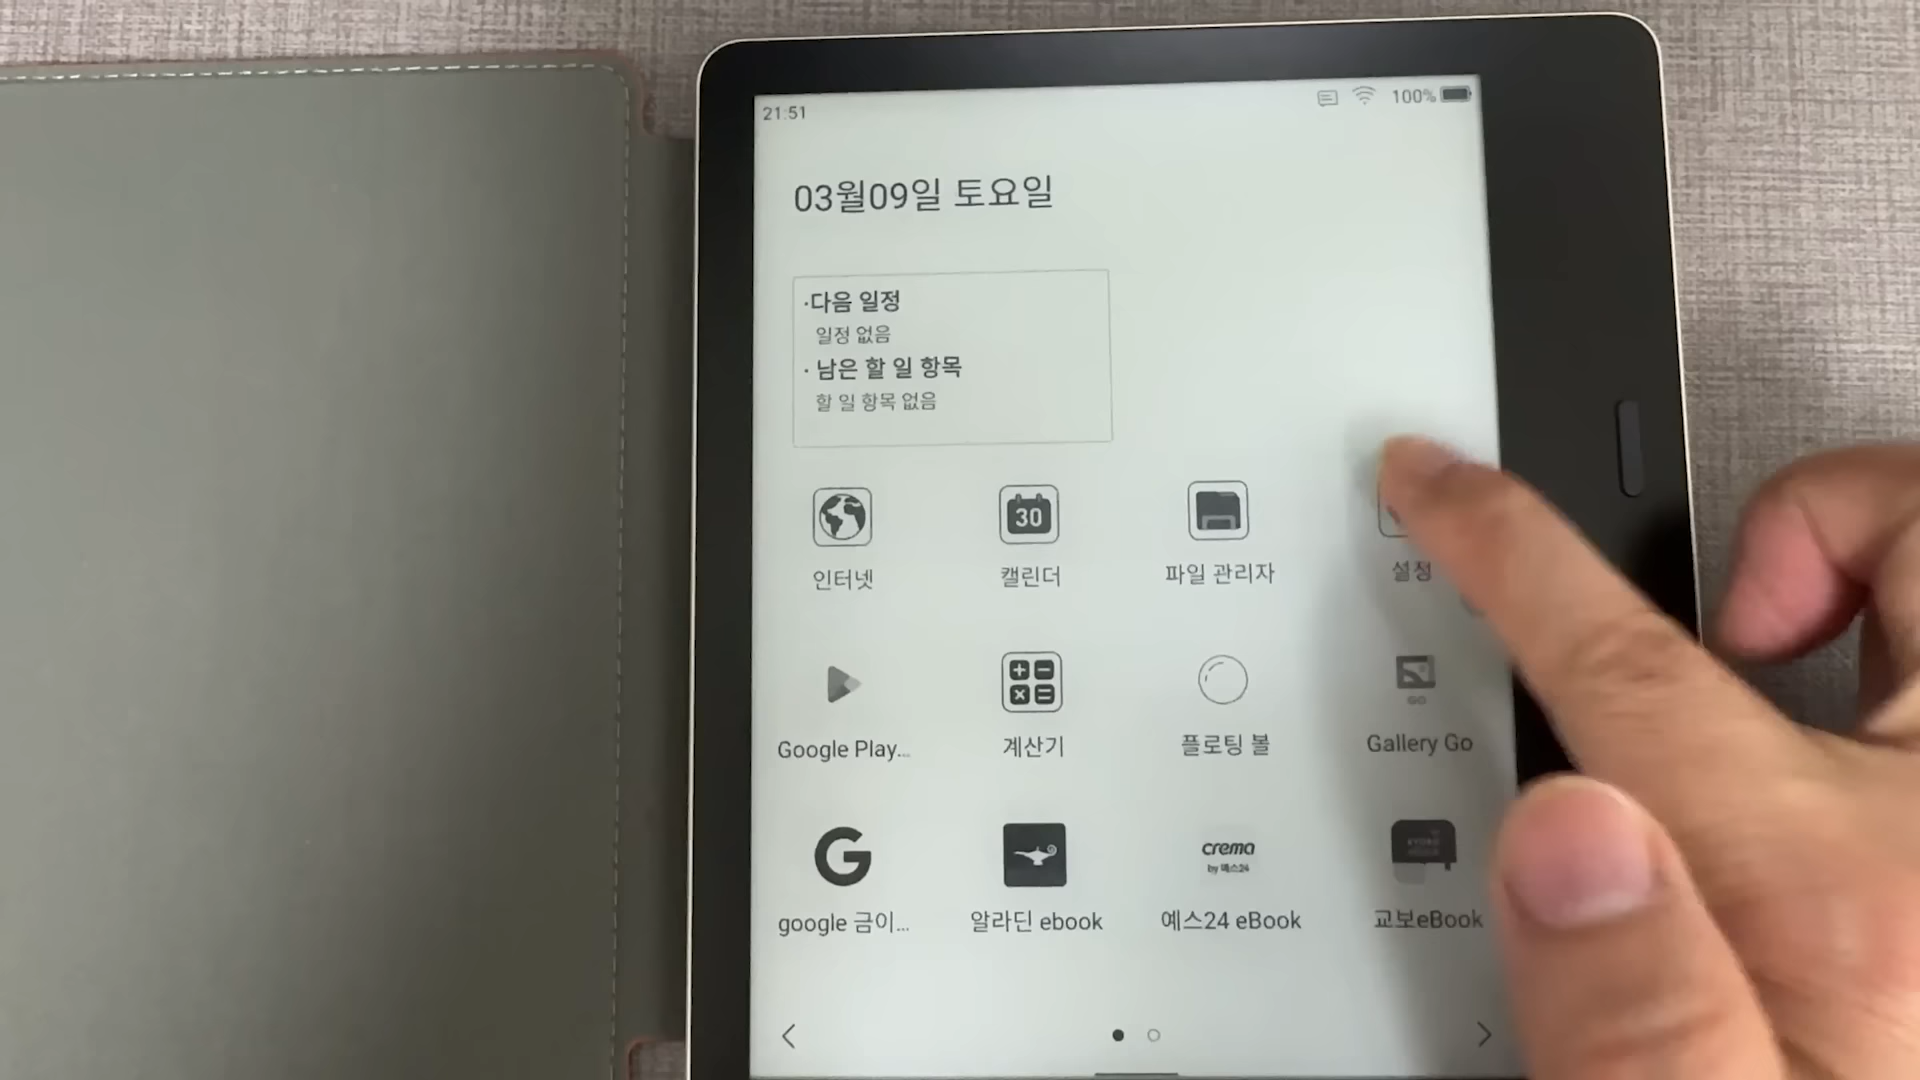 21:51
100%
03월09일 토요일
·다음 일정
일정 없음
· 남은 할 일 항목
할 일 항목 없음
30
인터넷
캘린더
파일 관리자
설정
GO
Google Play...
계산기
플로팅 볼
Gallery Go
G
crema
by 예스24
google 금이...
알라딘 ebook
예스24 eBook
교보eBook